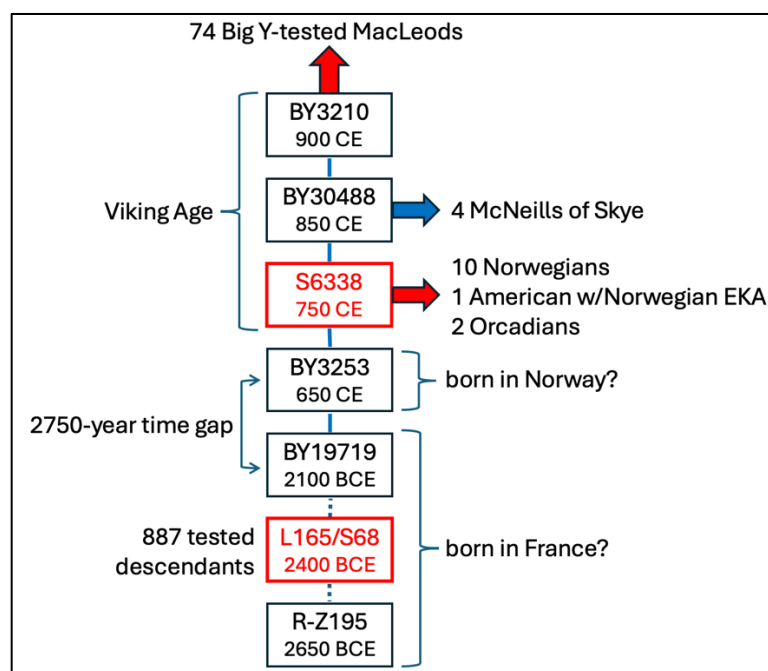 74 Big Y-tested MacLeods
BY3210
900 CE
Viking Age
BY30488
850 CE
4 McNeills of Skye
S6338
750 CE
10 Norwegians
1 American w/Norwegian EKA
2 Orcadians
BY3253
650 CE
born in Norway?
2750-year time gap
BY19719
2100 BCE
887 tested
descendants
L165/S68
2400 BCE
born in France?
R-Z195
2650 BCE